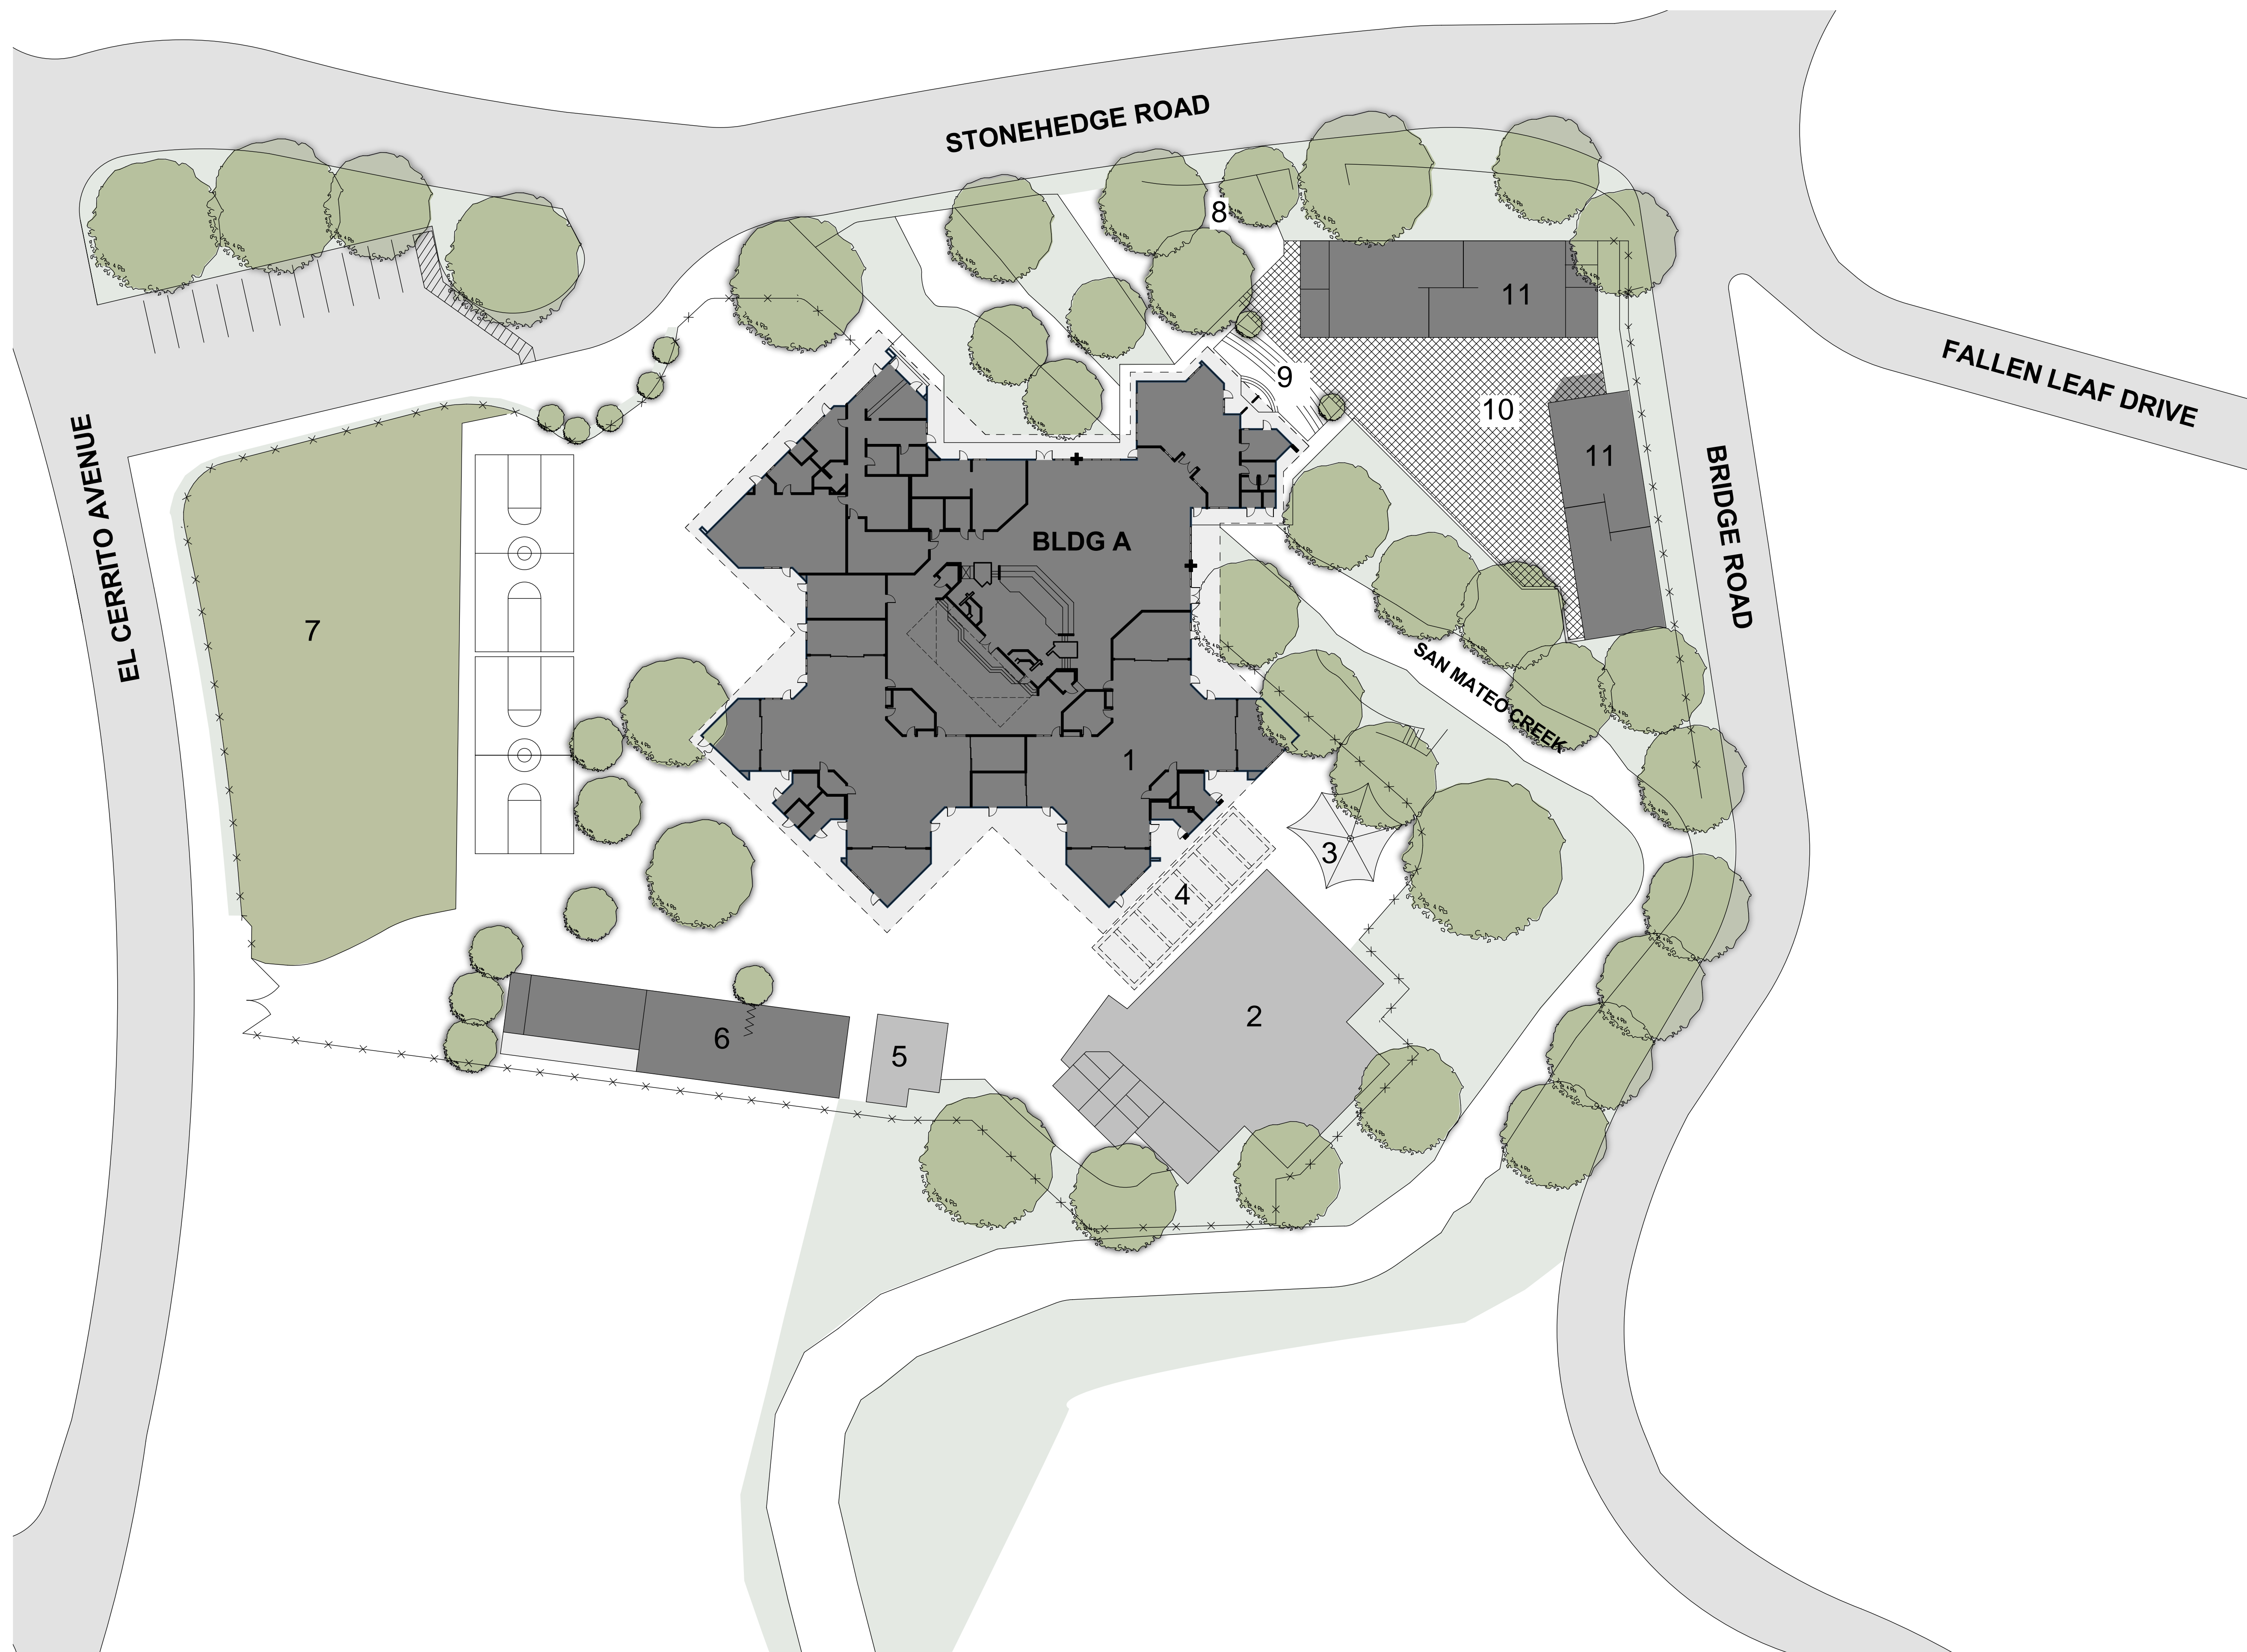 STONEHEDGE ROAD
8
11
FALLEN LEAF DRIVE
9
10
11
EL CERRITO AVENUE
BRIDGE ROAD
BLDG A
7
SAN MATEO CREEK
1
3
4
2
6
5